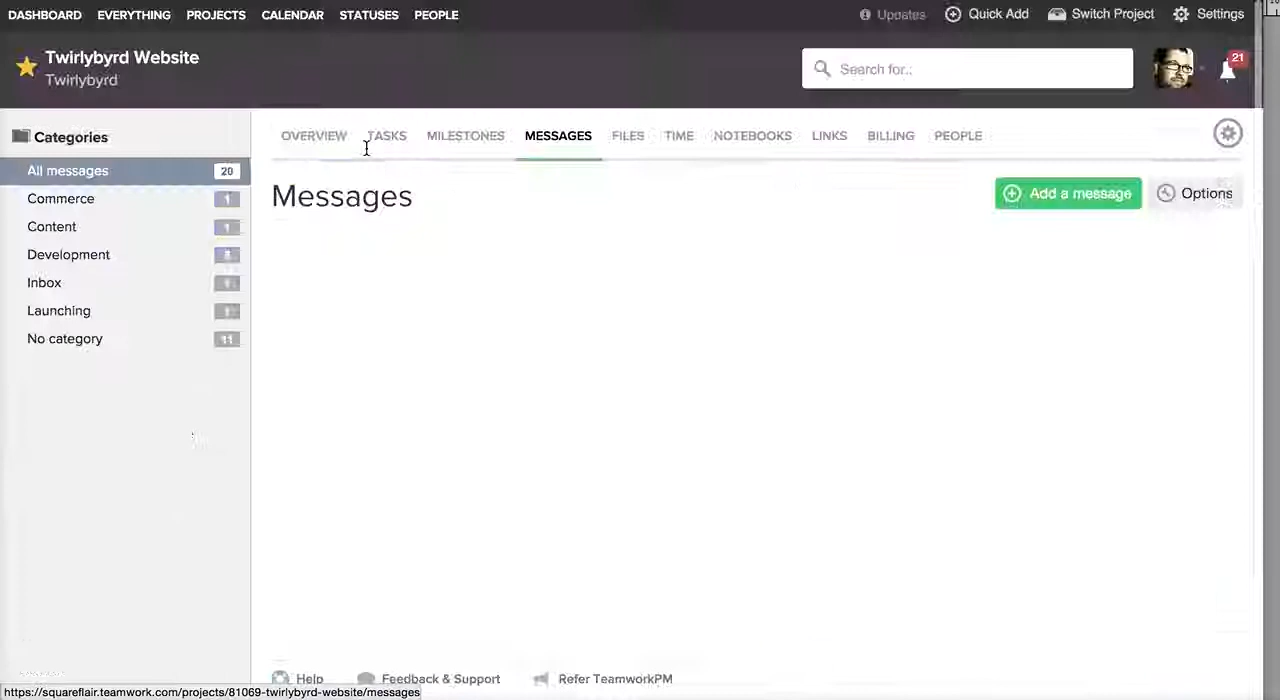 DASHBOARD EVERYTHING PROJECTS CALENDAR STATUSES PEOPLE Updates Quick Add Switch Project Settings
Twirlybyrd Website
Twirlybyrd
Search for..
21
Categories
All messages 20
Commerce 1
Content 1
Development
Inbox
Launching 1
No category 11
OVERVIEW TASKS MILESTONES MESSAGES FILES TIME NOTEBOOKS LINKS BILLING PEOPLE
Messages
Add a message Options
Help Feedback & Support Refer TeamworkPM
https://squareflair.teamwork.com/projects/81069-twirlybyrd-website/messages